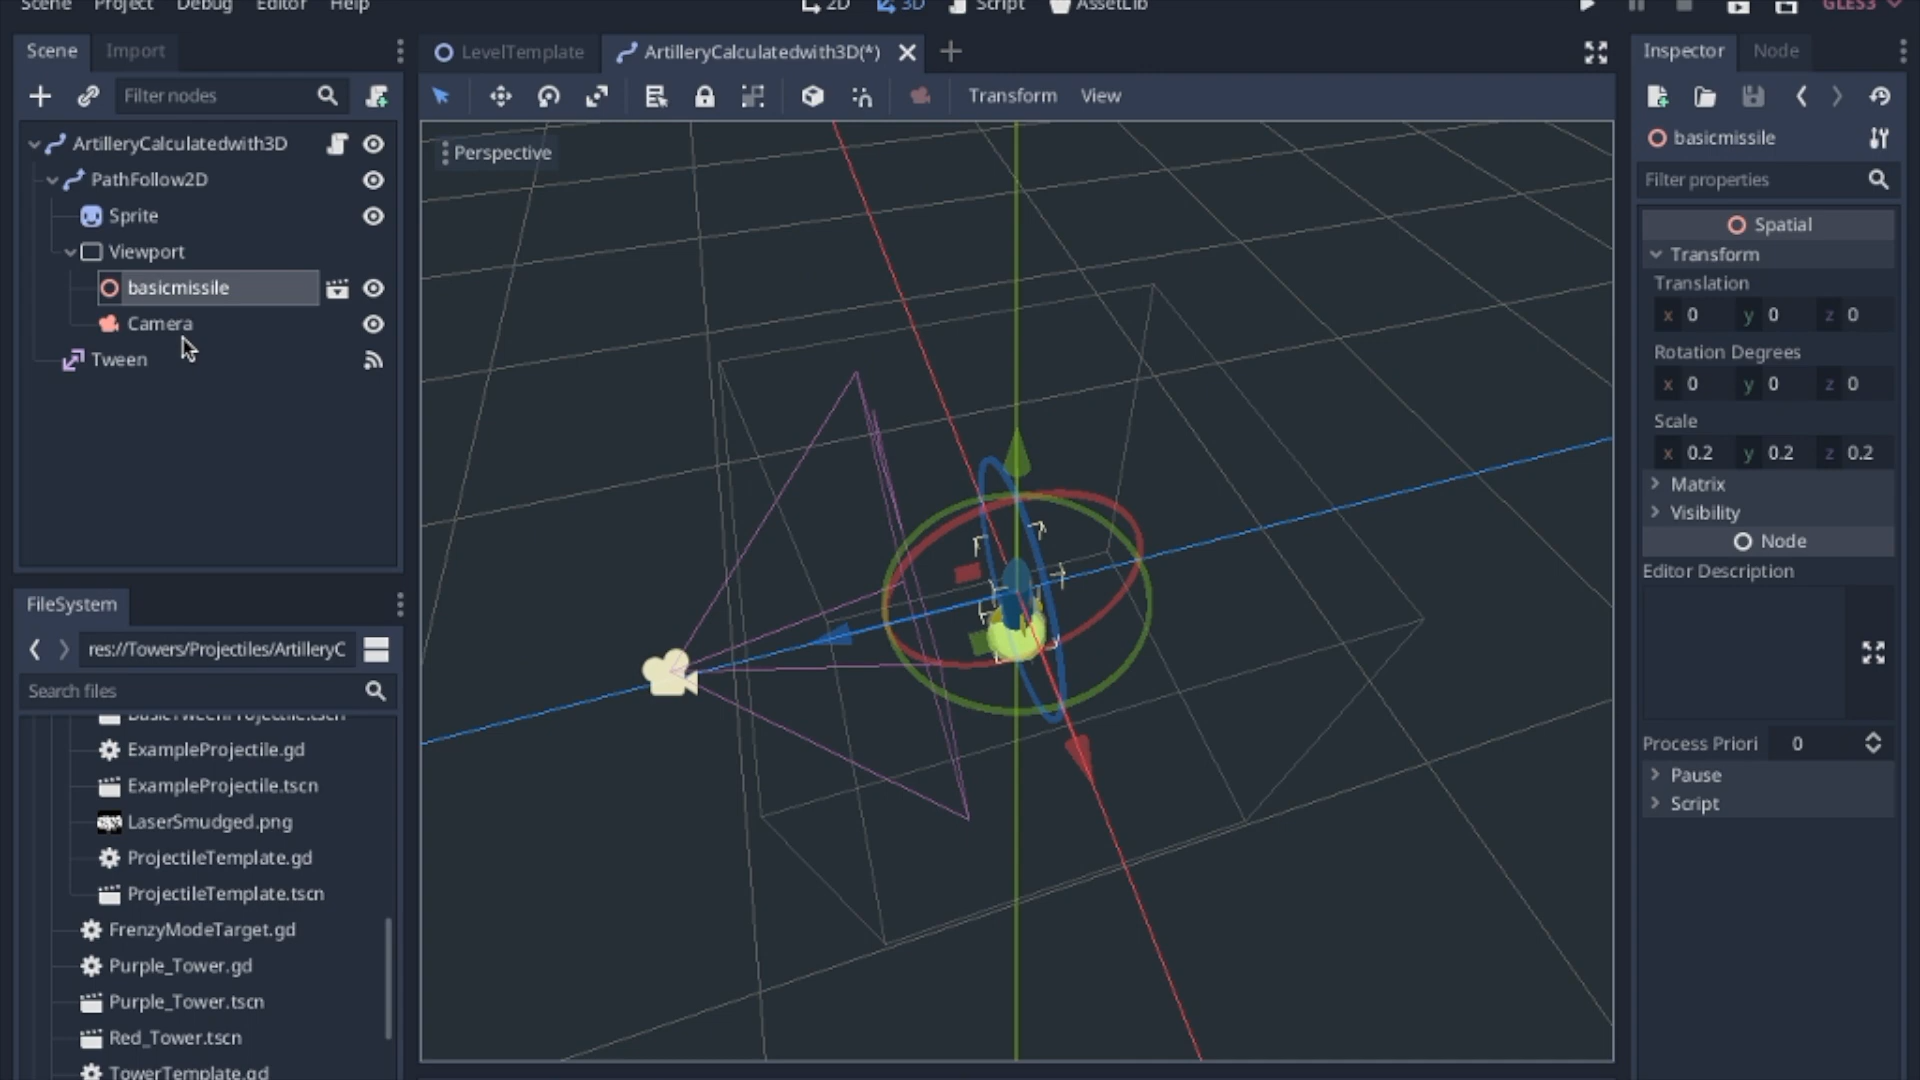 Scene Project Debug Editor Help
2D 3D Script AssetLib
GLES3
Scene Import
Filter nodes
ArtilleryCalculatedwith3D
PathFollow2D
Sprite
Viewport
basicmissile
Camera
Tween
FileSystem
res://Towers/Projectiles/ArtilleryC
Search files
BasicTweenProjectile.tscn
ExampleProjectile.gd
ExampleProjectile.tscn
LaserSmudged.png
ProjectileTemplate.gd
ProjectileTemplate.tscn
FrenzyModeTarget.gd
Purple_Tower.gd
Purple_Tower.tscn
Red_Tower.tscn
TowerTemplate.gd
LevelTemplate ArtilleryCalculatedwith3D(*)
Transform View
Perspective
Inspector Node
basicmissile
Filter properties
Spatial
Transform
Translation
x 0 y 0 z 0
Rotation Degrees
x 0 y 0 z 0
Scale
x 0.2 y 0.2 z 0.2
Matrix
Visibility
Node
Editor Description
Process Priori 0
Pause
Script